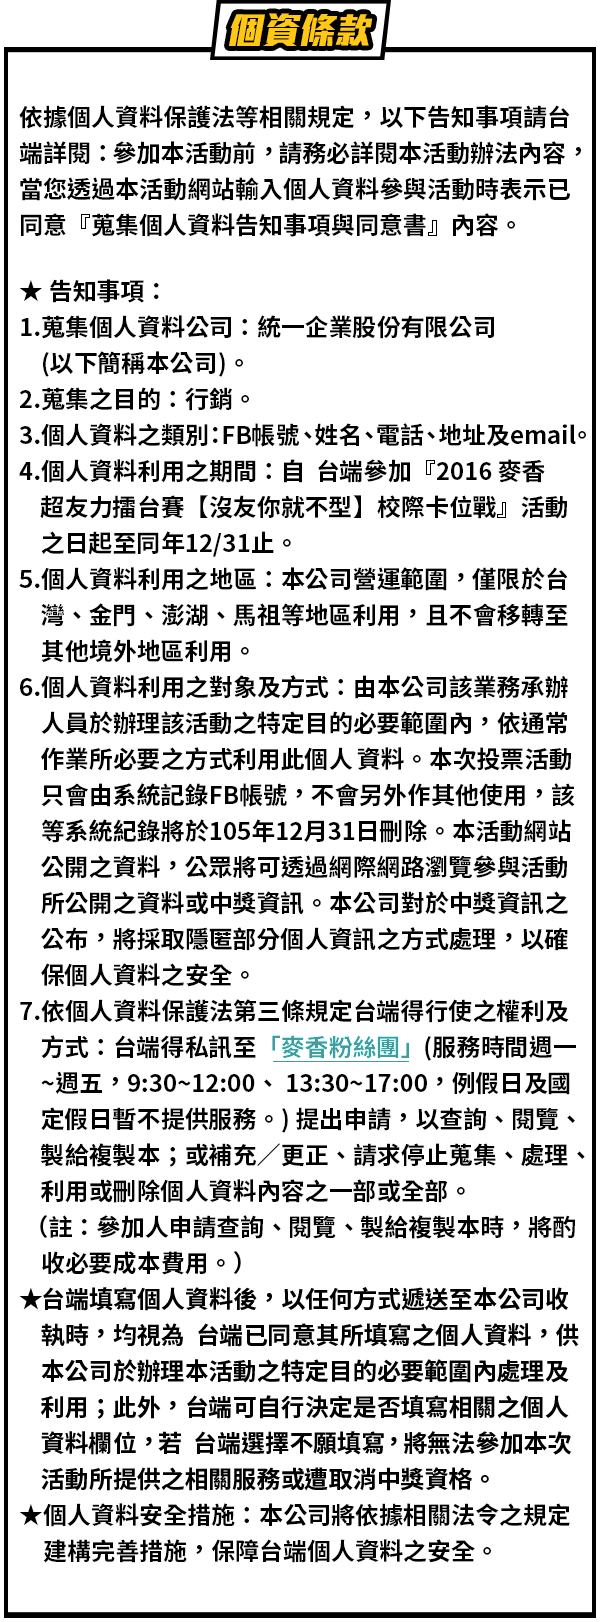 個資條款
依據個人資料保護法等相關規定，以下告知事項請台
端詳閱：參加本活動前，請務必詳閱本活動辦法內容，
當您透過本活動網站輸入個人資料參與活動時表示已
同意『蒐集個人資料告知事項與同意書』內容。
★ 告知事項：
1.蒐集個人資料公司：統一企業股份有限公司
(以下簡稱本公司)。
2.蒐集之目的：行銷。
3.個人資料之類別：FB帳號、姓名、電話、地址及email。
4.個人資料利用之期間：自 台端參加『2016 麥香
超友力擂台賽【沒友你就不型】校際卡位戰』活動
之日起至同年12/31止。
5.個人資料利用之地區：本公司營運範圍，僅限於台
灣、金門、澎湖、馬祖等地區利用，且不會移轉至
其他境外地區利用。
6.個人資料利用之對象及方式：由本公司該業務承辦
人員於辦理該活動之特定目的必要範圍內，依通常
作業所必要之方式利用此個人 資料。本次投票活動
只會由系統記錄FB帳號，不會另外作其他使用，該
等系統紀錄將於105年12月31日刪除。本活動網站
公開之資料，公眾將可透過網際網路瀏覽參與活動
所公開之資料或中獎資訊。本公司對於中獎資訊之
公布，將採取隱匿部分個人資訊之方式處理，以確
保個人資料之安全。
7.依個人資料保護法第三條規定台端得行使之權利及
方式：台端得私訊至「麥香粉絲團」(服務時間週一
~週五，9:30~12:00、 13:30~17:00，例假日及國
定假日暫不提供服務。) 提出申請，以查詢、閱覽、
製給複製本；或補充／更正、請求停止蒐集、處理、
利用或刪除個人資料內容之一部或全部。
（註：參加人申請查詢、閱覽、製給複製本時，將酌
收必要成本費用。）
★台端填寫個人資料後，以任何方式遞送至本公司收
執時，均視為 台端已同意其所填寫之個人資料，供
本公司於辦理本活動之特定目的必要範圍內處理及
利用；此外，台端可自行決定是否填寫相關之個人
資料欄位，若 台端選擇不願填寫，將無法參加本次
活動所提供之相關服務或遭取消中獎資格。
★個人資料安全措施：本公司將依據相關法令之規定
建構完善措施，保障台端個人資料之安全。